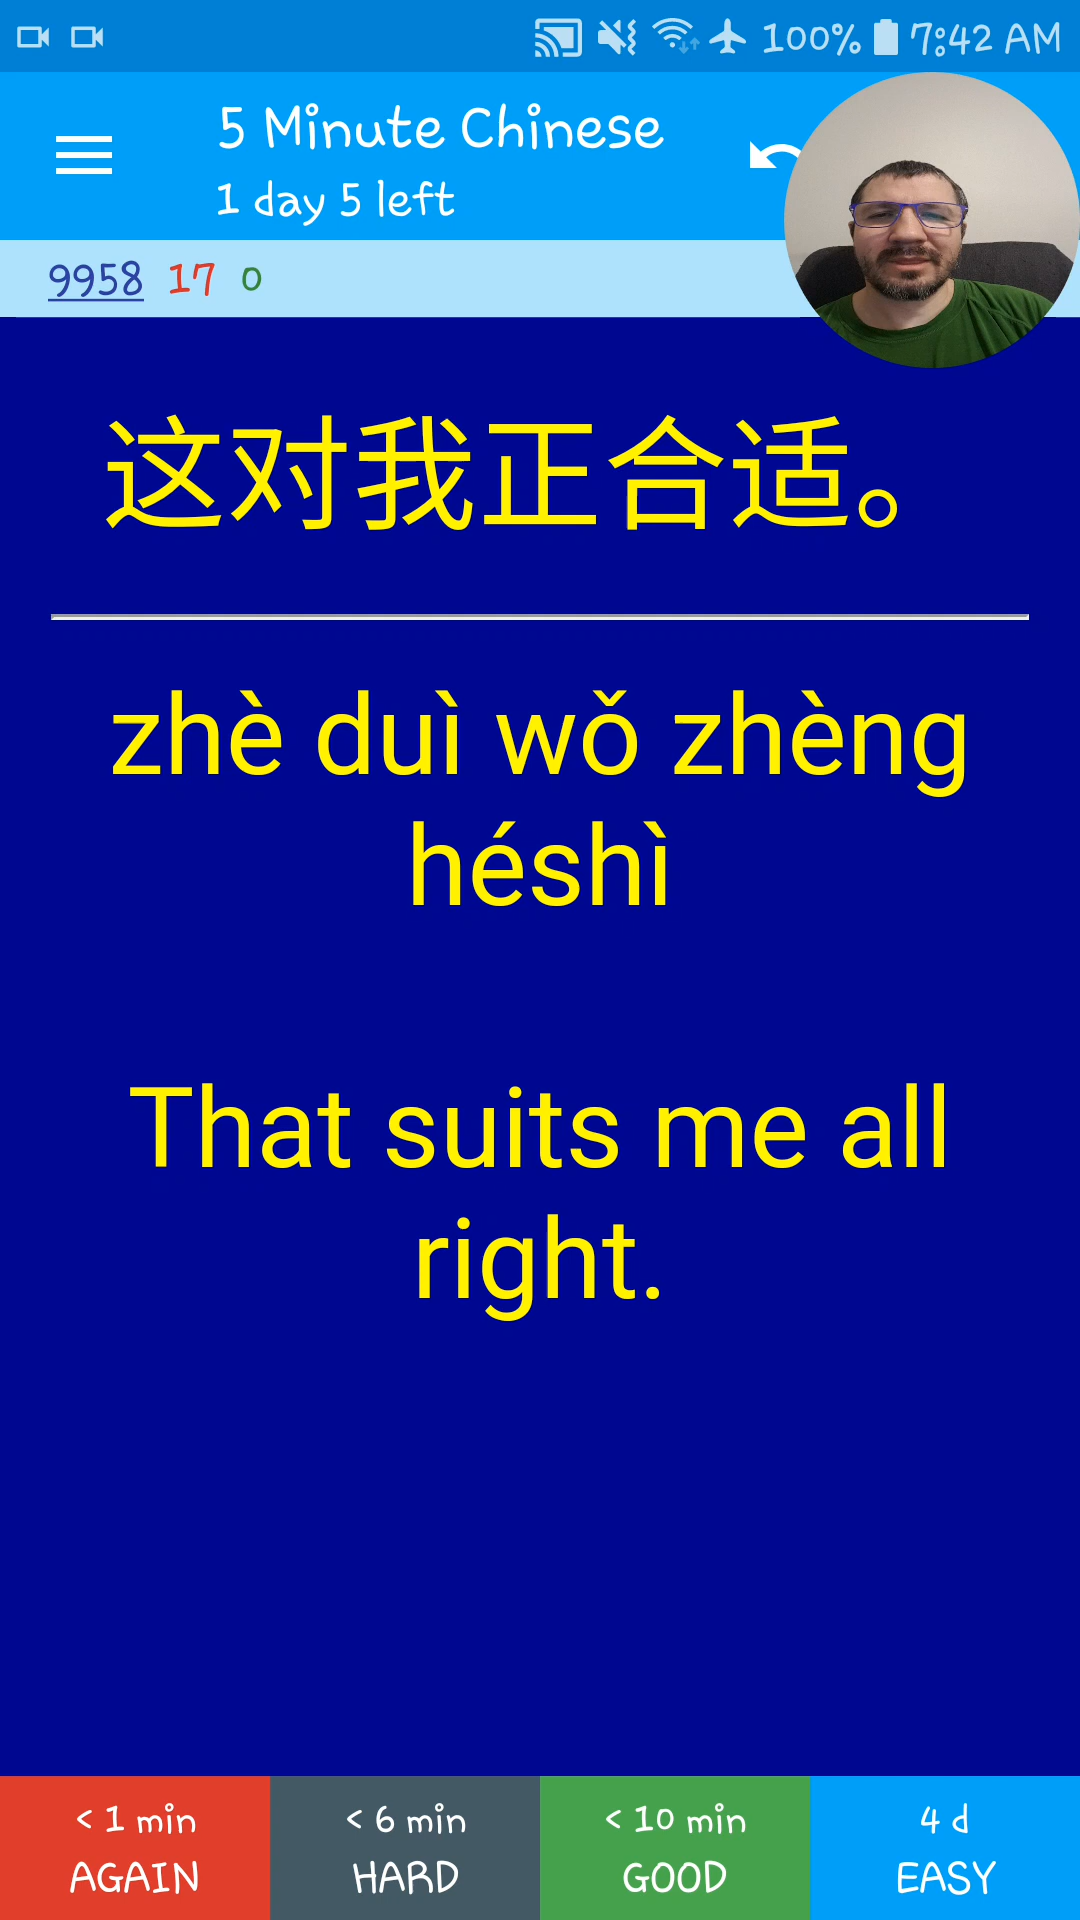 100% 7:42 AM
5 Minute Chinese
1 day 5 left
9958 17 0
这对我正合适。
zhè duì wǒ zhèng
héshì
That suits me all
right.
< 1 min < 6 min < 10 min 4 d
AGAIN HARD GOOD EASY